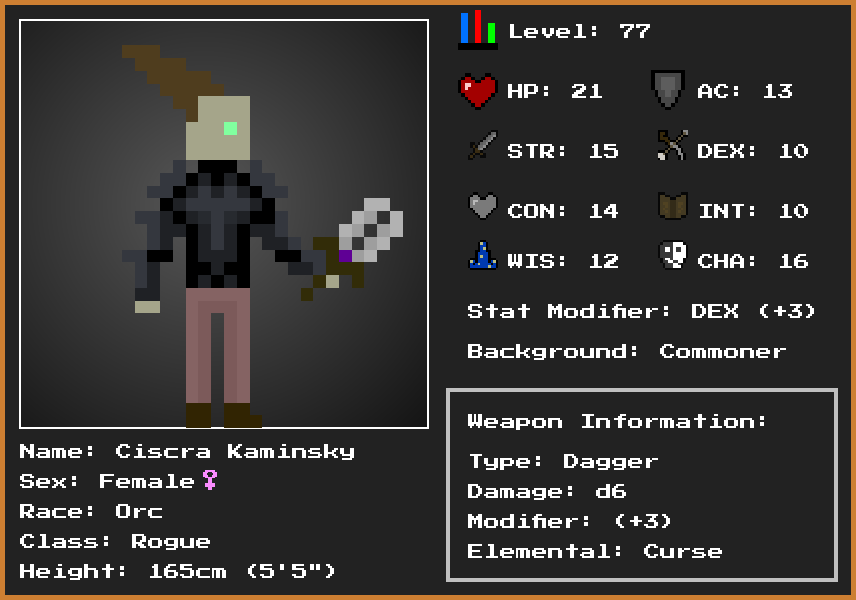 Level: 77
HP: 21
AC: 13
STR: 15
DEX: 10
CON: 14
INT: 10
WIS: 12
CHA: 16
Stat Modifier: DEX (+3)
Background: Commoner
Weapon Information:
Type: Dagger
Damage: d6
Modifier: (+3)
Elemental: Curse
Name: Ciscra Kaminsky
Sex: Female♀
Race: Orc
Class: Rogue
Height: 165cm (5'5")